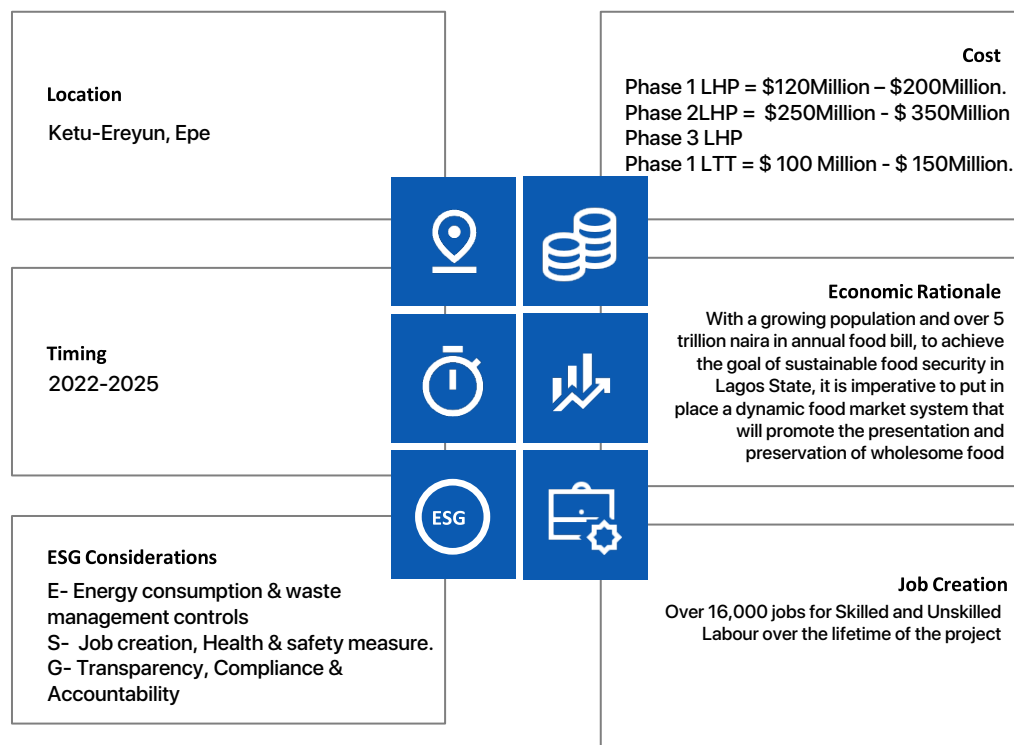 Location
Ketu-Ereyun, Epe
Cost
Phase 1 LHP = $120Million – $200Million.
Phase 2LHP =  $250Million - $ 350Million
Phase 3 LHP
Phase 1 LTT = $ 100 Million - $ 150Million.
Timing
2022-2025
Economic Rationale
With a growing population and over 5
trillion naira in annual food bill, to achieve
the goal of sustainable food security in
Lagos State, it is imperative to put in
place a dynamic food market system that
will promote the presentation and
preservation of wholesome food
ESG
ESG Considerations
E- Energy consumption & waste
management controls
S-  Job creation, Health & safety measure.
G- Transparency, Compliance &
Accountability
Job Creation
Over 16,000 jobs for Skilled and Unskilled
Labour over the lifetime of the project